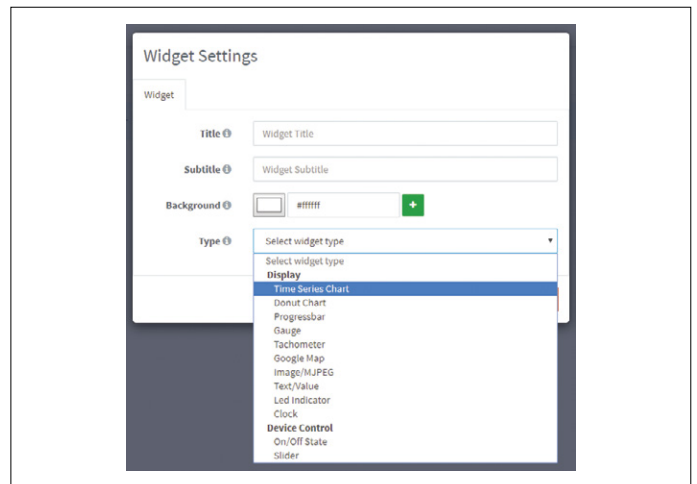 Widget Settings
Widget
Title
Widget Title
Subtitle
Widget Subtitle
Background
#ffffff
+
Type
Select widget type
Select widget type
Display
Time Series Chart
Donut Chart
Progressbar
Gauge
Tachometer
Google Map
Image/MJPEG
Text/Value
Led Indicator
Clock
Device Control
On/Off State
Slider